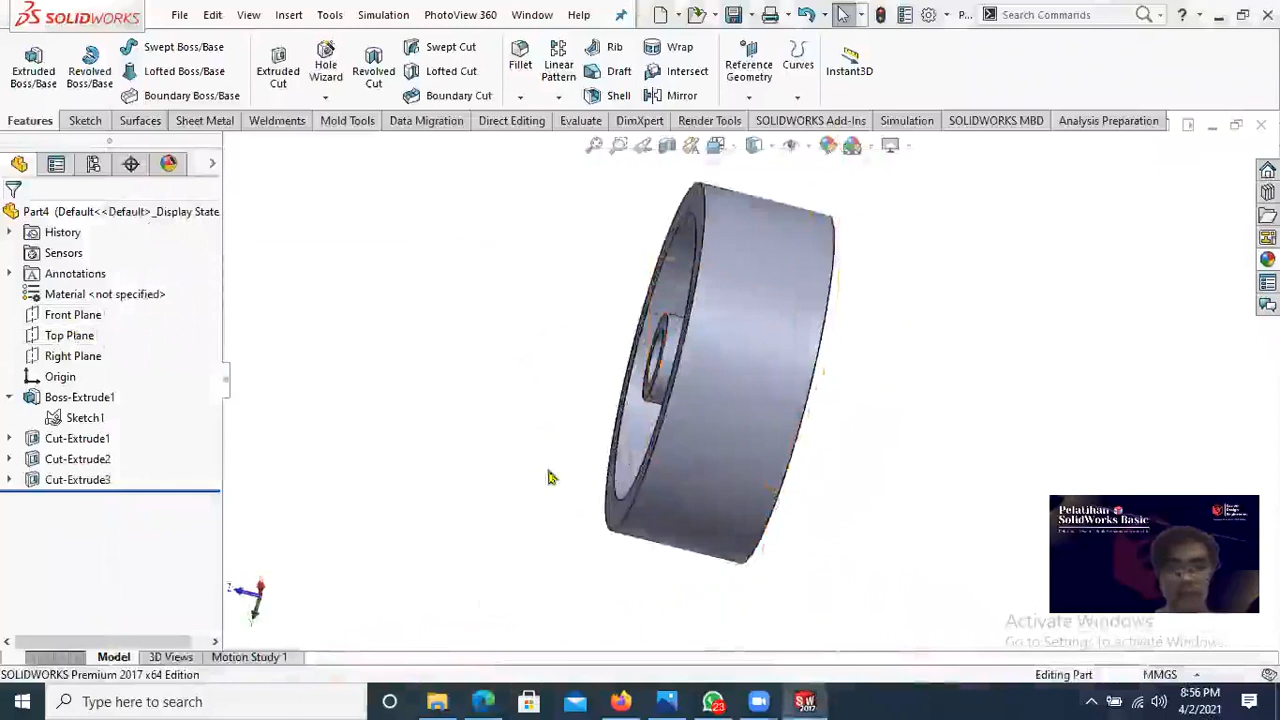 SOLIDWORKS File Edit View Insert Tools Simulation PhotoView 360 Window Help P... Search Commands ?
Extruded Boss/Base
Revolved Boss/Base
Swept Boss/Base
Lofted Boss/Base
Boundary Boss/Base
Extruded Cut
Hole Wizard
Revolved Cut
Swept Cut
Lofted Cut
Boundary Cut
Fillet
Linear Pattern
Rib
Draft
Shell
Wrap
Intersect
Mirror
Reference Geometry
Curves
Instant3D
Features Sketch Surfaces Sheet Metal Weldments Mold Tools Data Migration Direct Editing Evaluate DimXpert Render Tools SOLIDWORKS Add-Ins Simulation SOLIDWORKS MBD Analysis Preparation
Part4 (Default<<Default>_Display State
History
Sensors
Annotations
Material <not specified>
Front Plane
Top Plane
Right Plane
Origin
Boss-Extrude1
Sketch1
Cut-Extrude1
Cut-Extrude2
Cut-Extrude3
Z
Pelatihan
SolidWorks Basic
Activate Windows
Go to Settings to activate Windows.
Model 3D Views Motion Study 1
SOLIDWORKS Premium 2017 x64 Edition Editing Part MMGS
Type here to search
23
SW
2017
8:56 PM
4/2/2021